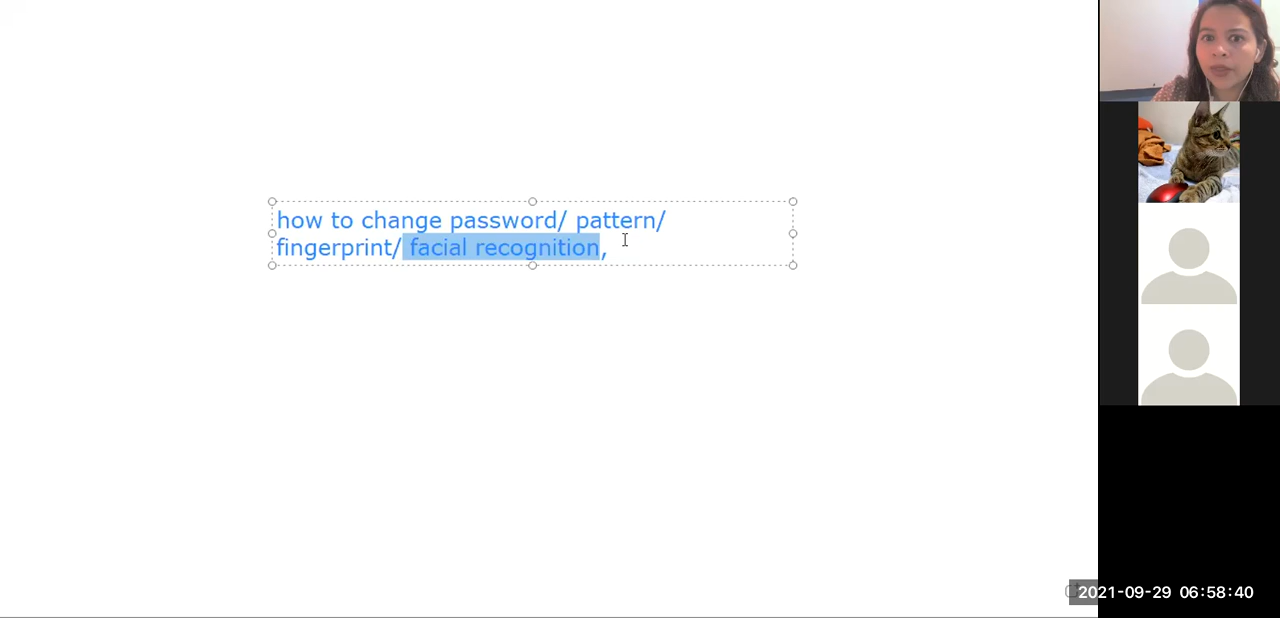 how to change password/ pattern/
fingerprint/ facial recognition,
2021-09-29 06:58:40